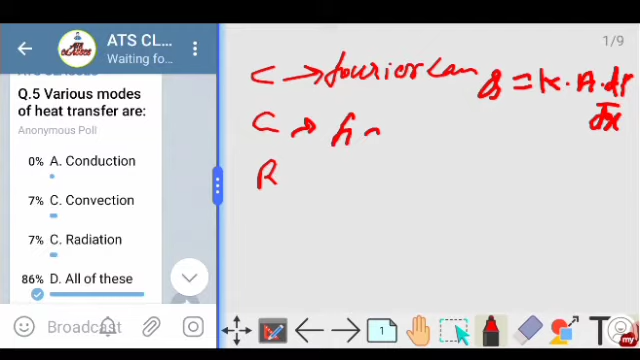 ATS CL...
Waiting fo...
Q.5 Various modes
of heat transfer are:
Anonymous Poll
0% A. Conduction
7% C. Convection
7% C. Radiation
86% D. All of these
Broadcast
1/9
C → fourier Law Q = K . A . dt
dx
C →
R
1
T
my